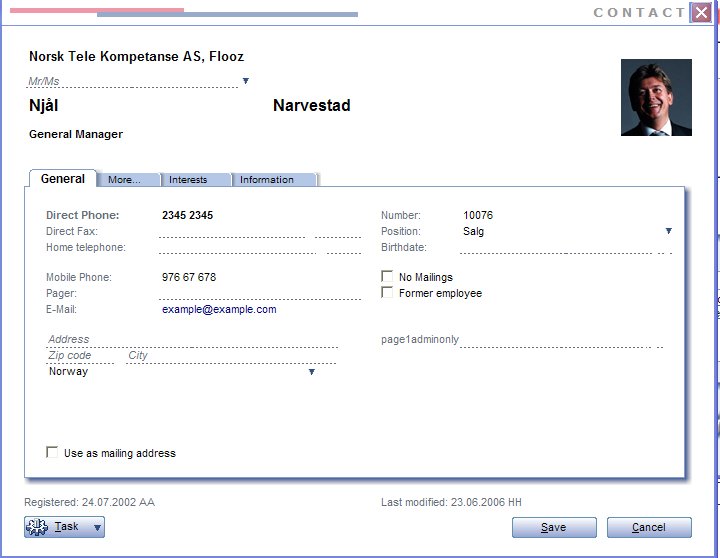 CONTACT
Norsk Tele Kompetanse AS, Flooz
Mr/Ms
Njål Narvestad
General Manager
General More... Interests Information
Direct Phone: 2345 2345 Number: 10076
Direct Fax: Position: Salg
Home telephone: Birthdate:
Mobile Phone: 976 67 678 No Mailings
Pager: Former employee
E-Mail: example@example.com
Address page1adminonly
Zip code City
Norway
Use as mailing address
Registered: 24.07.2002 AA Last modified: 23.06.2006 HH
Task Save Cancel